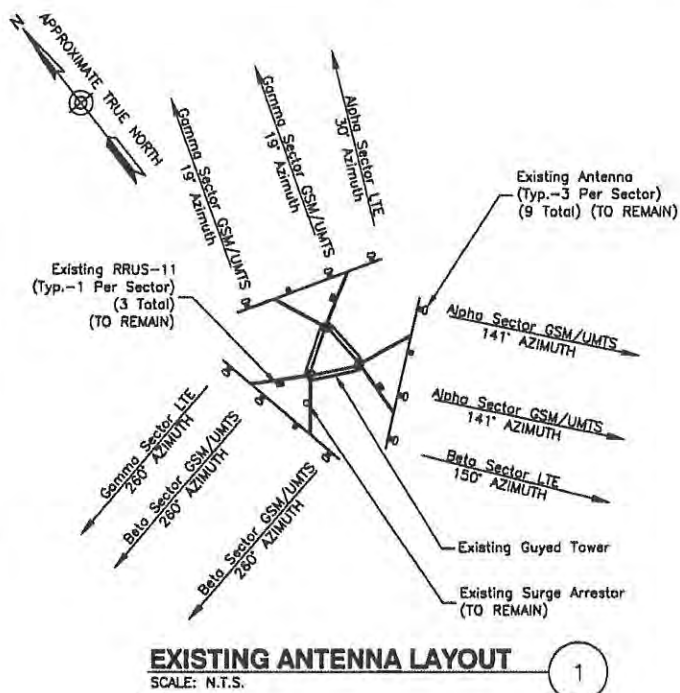 N
APPROXIMATE TRUE NORTH
Gamma Sector GSM/UMTS
19° Azimuth
Gamma Sector GSM/UMTS
19° Azimuth
Alpha Sector LTE
30° Azimuth
Existing Antenna
(Typ.-3 Per Sector)
(9 Total) (TO REMAIN)
Existing RRUS-11
(Typ.-1 Per Sector)
(3 Total)
(TO REMAIN)
Alpha Sector GSM/UMTS
141° AZIMUTH
Alpha Sector GSM/UMTS
141° AZIMUTH
Beta Sector LTE
150° AZIMUTH
Gamma Sector LTE
260° AZIMUTH
Beta Sector GSM/UMTS
260° AZIMUTH
Beta Sector GSM/UMTS
260° AZIMUTH
Existing Guyed Tower
Existing Surge Arrestor
(TO REMAIN)
EXISTING ANTENNA LAYOUT
SCALE: N.T.S.
1